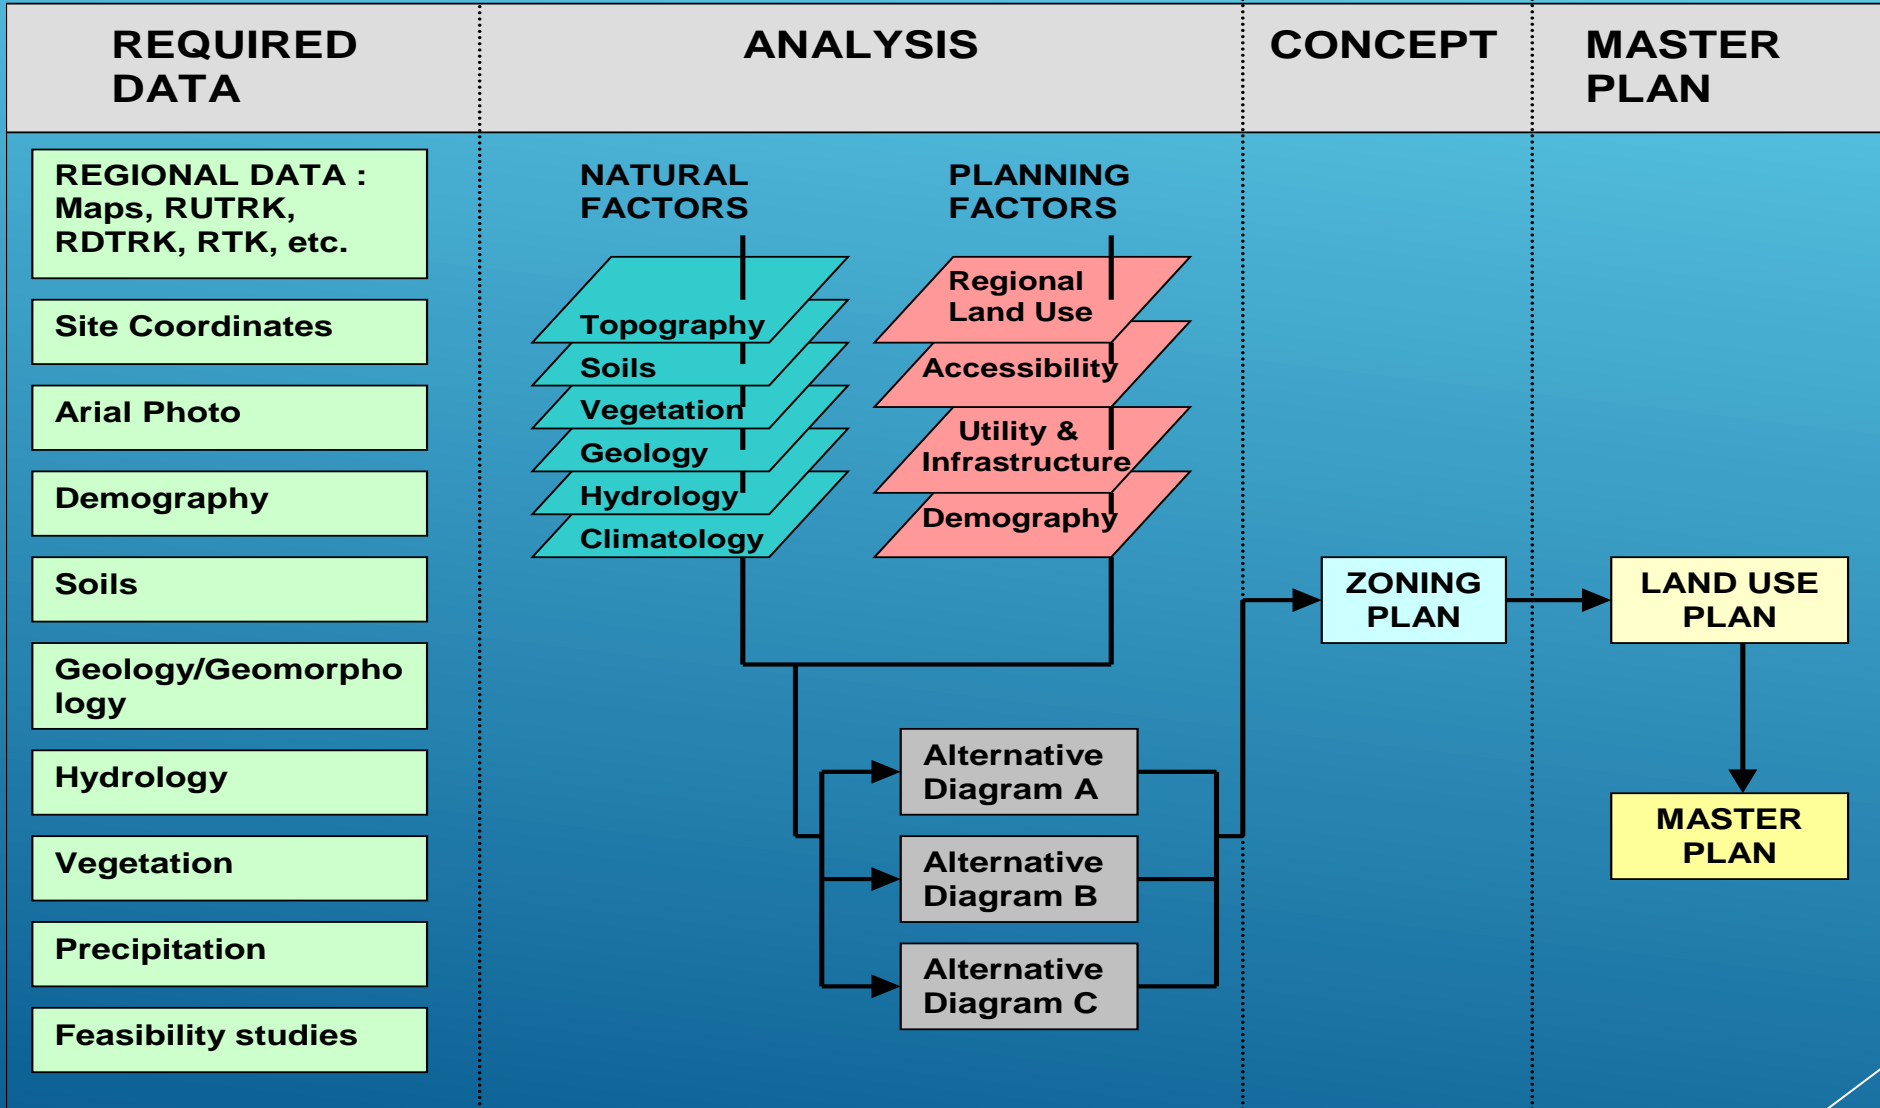 REQUIRED
DATA
ANALYSIS
CONCEPT
MASTER
PLAN
REGIONAL DATA :
Maps, RUTRK,
RDTRK, RTK, etc.
Site Coordinates
Arial Photo
Demography
Soils
Geology/Geomorpho
logy
Hydrology
Vegetation
Precipitation
Feasibility studies
NATURAL
FACTORS
Topography
Soils
Vegetation
Geology
Hydrology
Climatology
PLANNING
FACTORS
Regional
Land Use
Accessibility
Utility &
Infrastructure
Demography
Alternative
Diagram A
Alternative
Diagram B
Alternative
Diagram C
ZONING
PLAN
LAND USE
PLAN
MASTER
PLAN